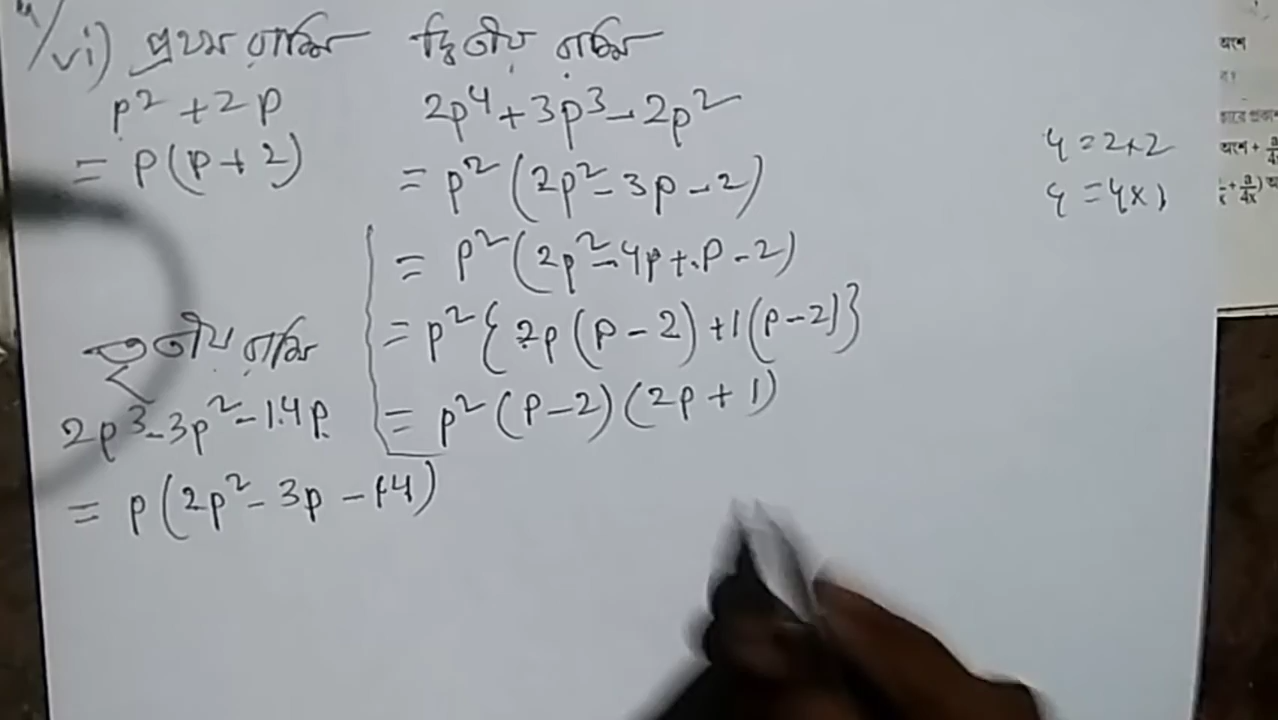 vi) প্রথম রাশি
p² + 2p
= p(p + 2)
দ্বিতীয় রাশি
2p⁴ + 3p³ - 2p²
= p² (2p² - 3p - 2)
= p² (2p² - 4p + p - 2)
= p² { 2p (p - 2) + 1 (p - 2) }
= p² (p - 2) (2p + 1)
তৃতীয় রাশি
2p³ - 3p² - 14p
= p (2p² - 3p - 14)
4 = 2 × 2
4 = 4 × 1
অংশ